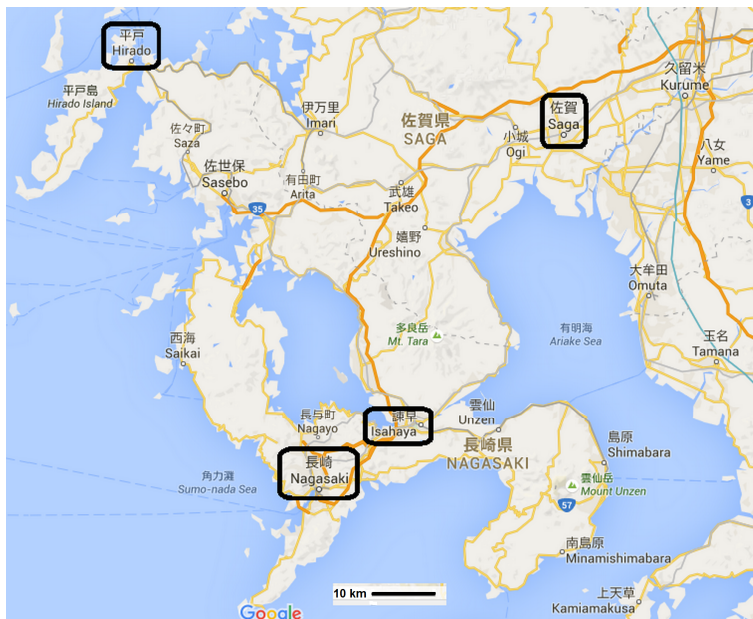 平戸
Hirado
平戸島
Hirado Island
伊万里
Imari
佐賀県
SAGA
佐賀
Saga
久留米
Kurume
佐々町
Saza
小城
Ogi
八女
Yame
佐世保
Sasebo
有田町
Arita
武雄
Takeo
35
3
嬉野
Ureshino
大牟田
Omuta
西海
Saikai
多良岳
Mt. Tara
有明海
Ariake Sea
玉名
Tamana
長与町
Nagayo
諫早
Isahaya
雲仙
Unzen
長崎県
NAGASAKI
島原
Shimabara
長崎
Nagasaki
角力灘
Sumo-nada Sea
雲仙岳
Mount Unzen
57
南島原
Minamishimabara
10 km
上天草
Kamiamakusa
Google